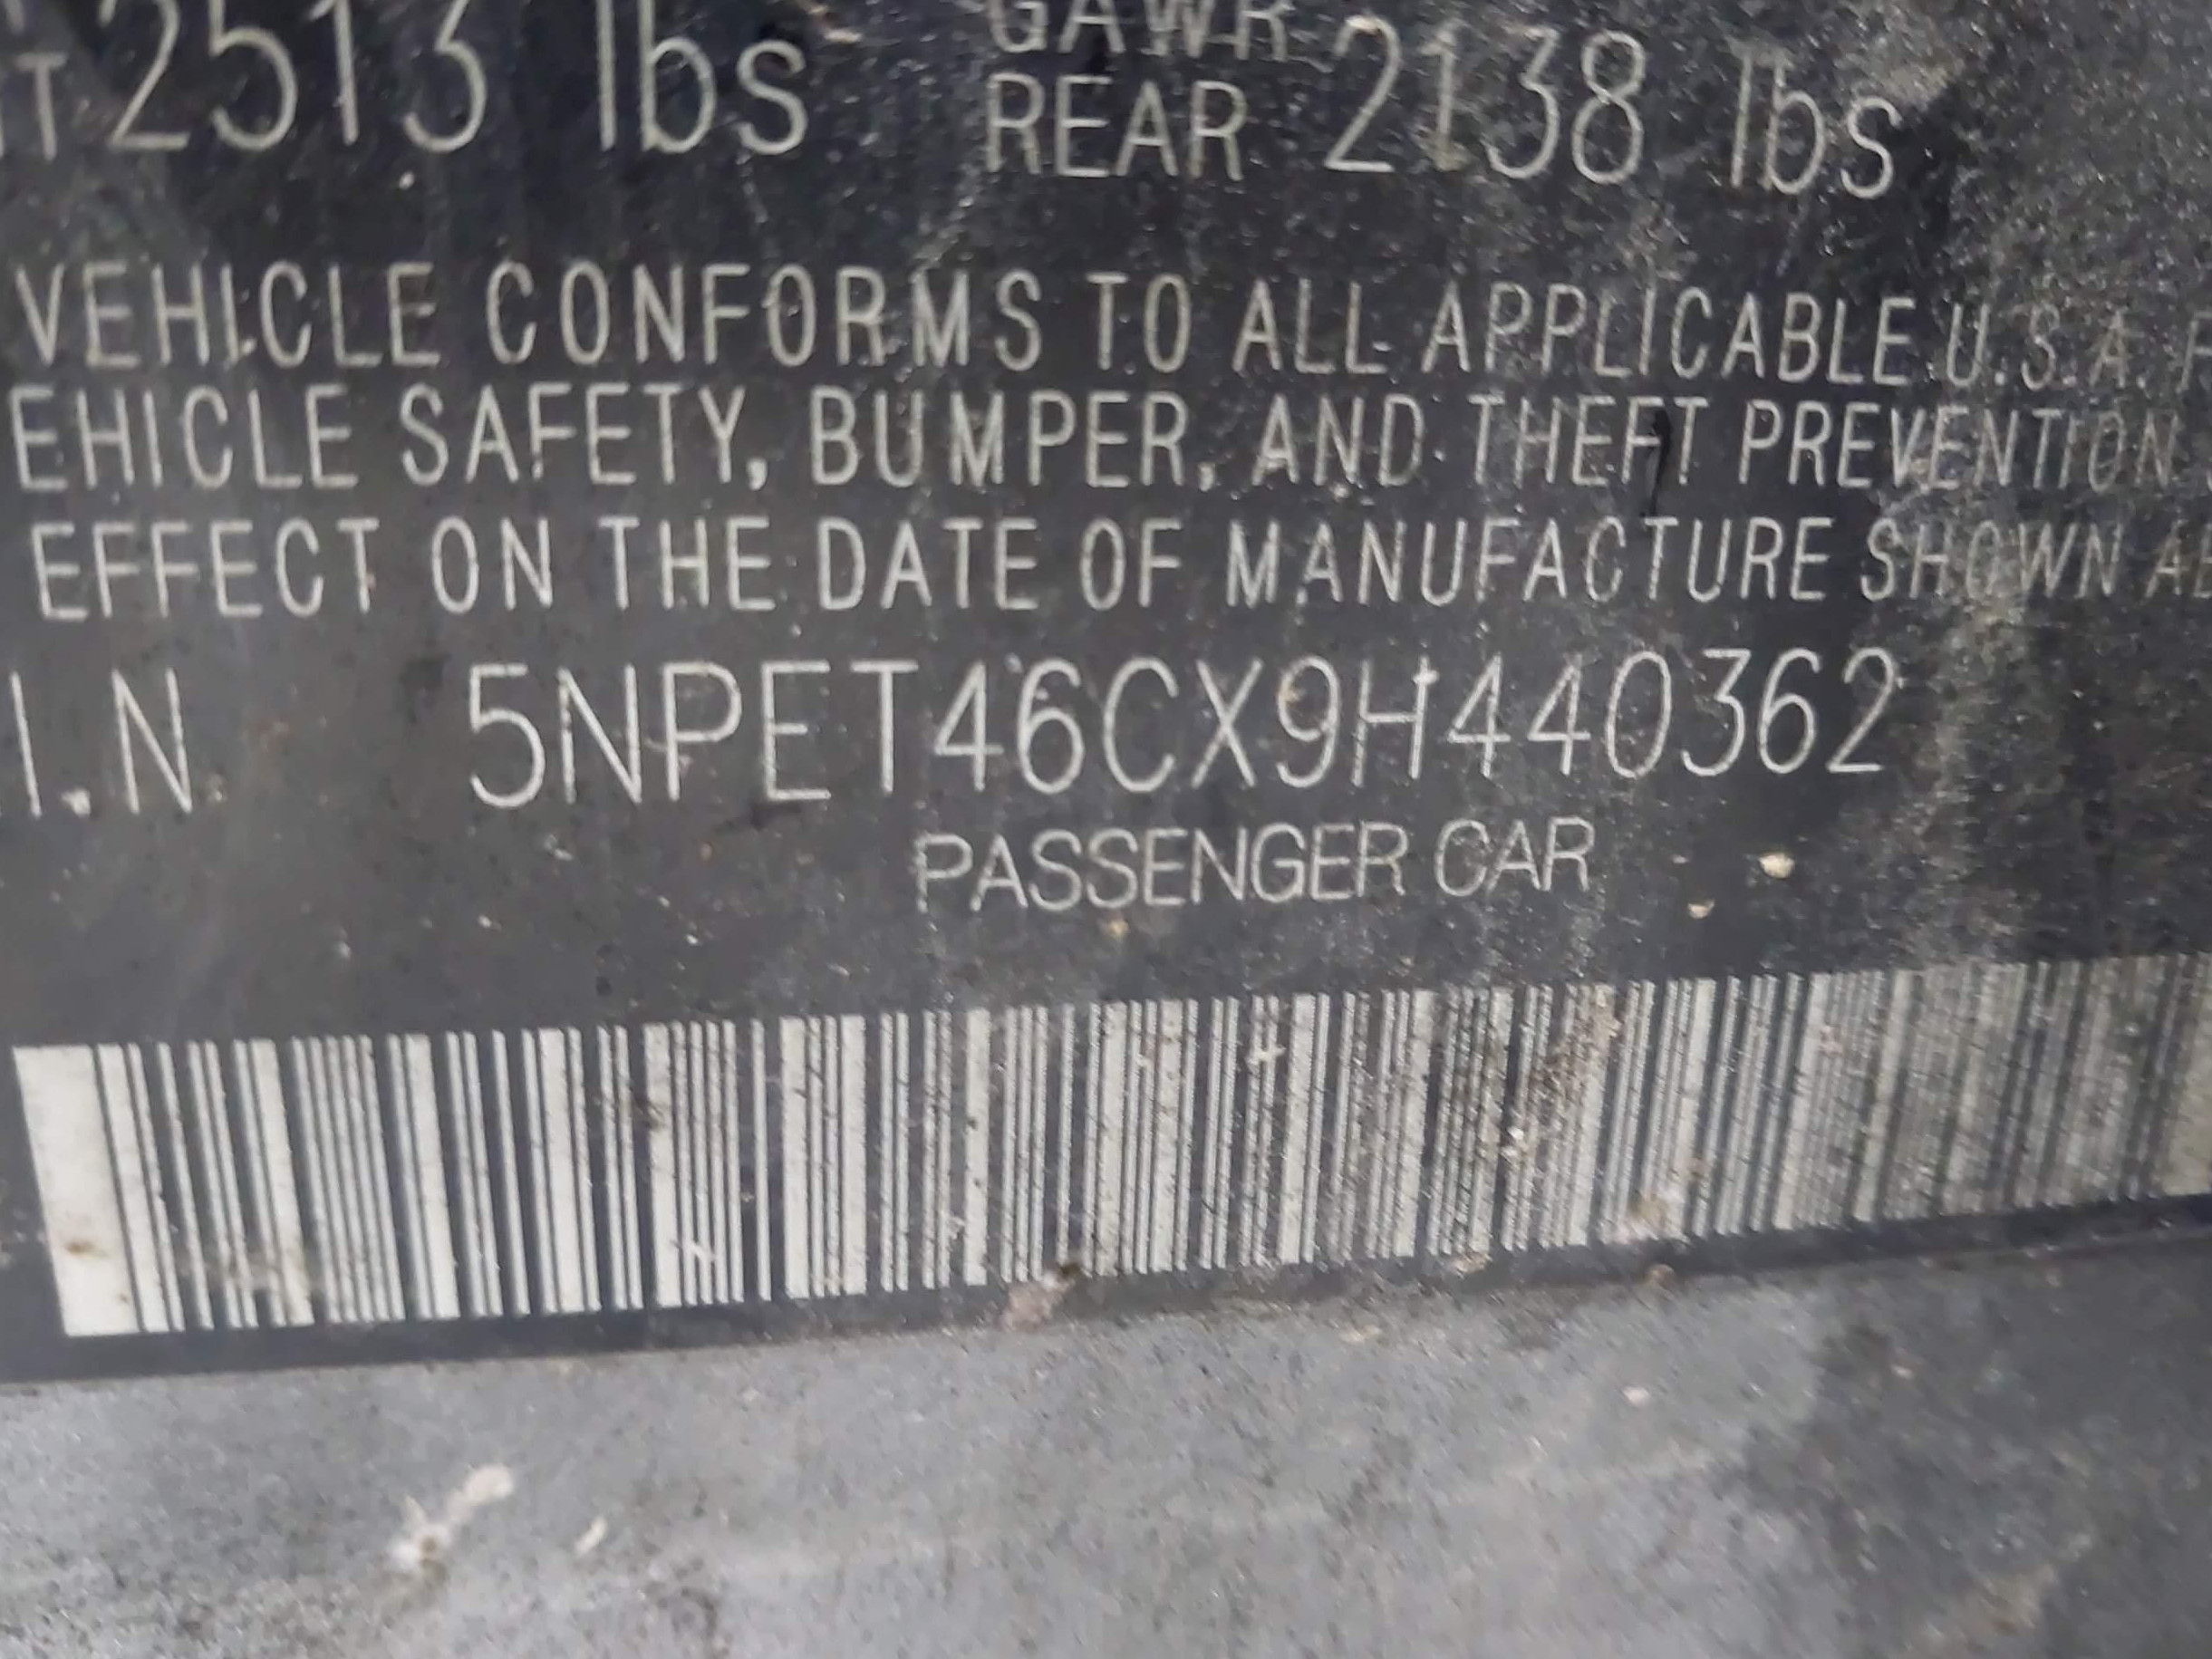 2513 lbs GAWR REAR 2138 lbs
VEHICLE CONFORMS TO ALL APPLICABLE U.S.A.
EHICLE SAFETY, BUMPER, AND THEFT PREVENTION
EFFECT ON THE DATE OF MANUFACTURE SHOWN
I.N 5NPET46CX9H440362
PASSENGER CAR